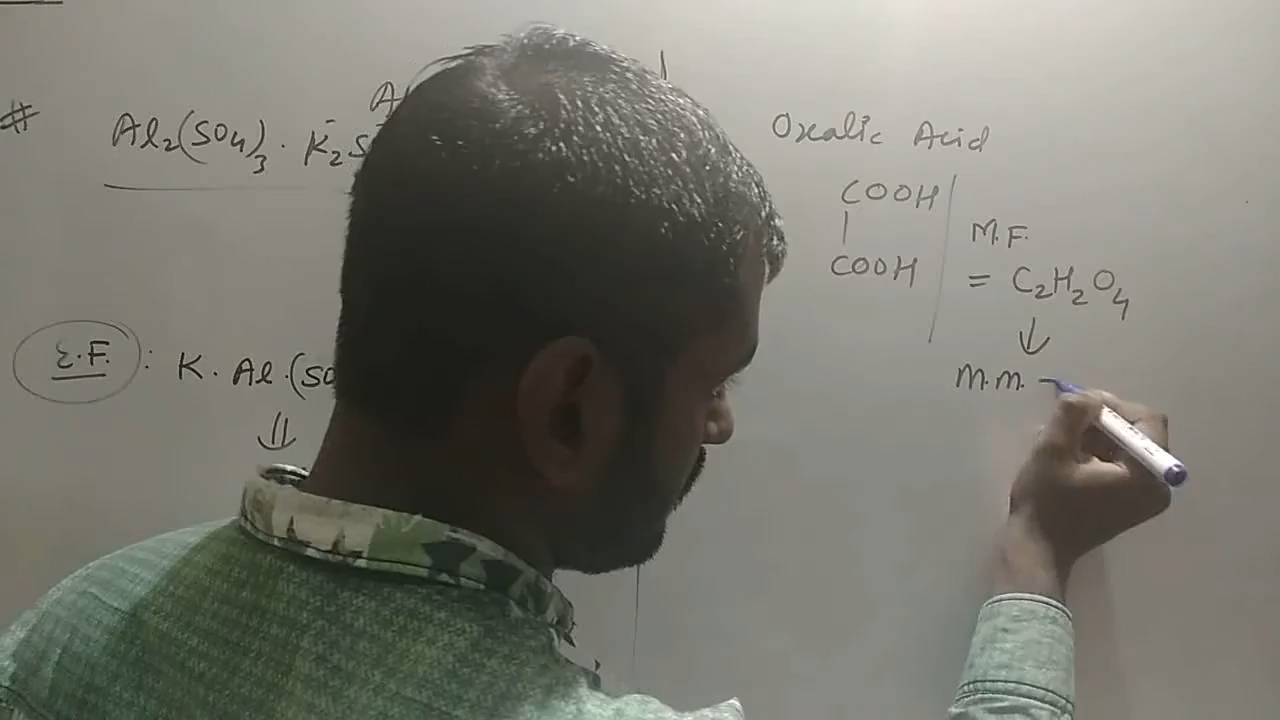 #
Al₂(SO₄)₃ · K₂S
E.F. : K. Al. (SO
⇓
Oxalic Acid
COOH
|
COOH
M.F.
= C₂H₂O₄
↓
M.M. –